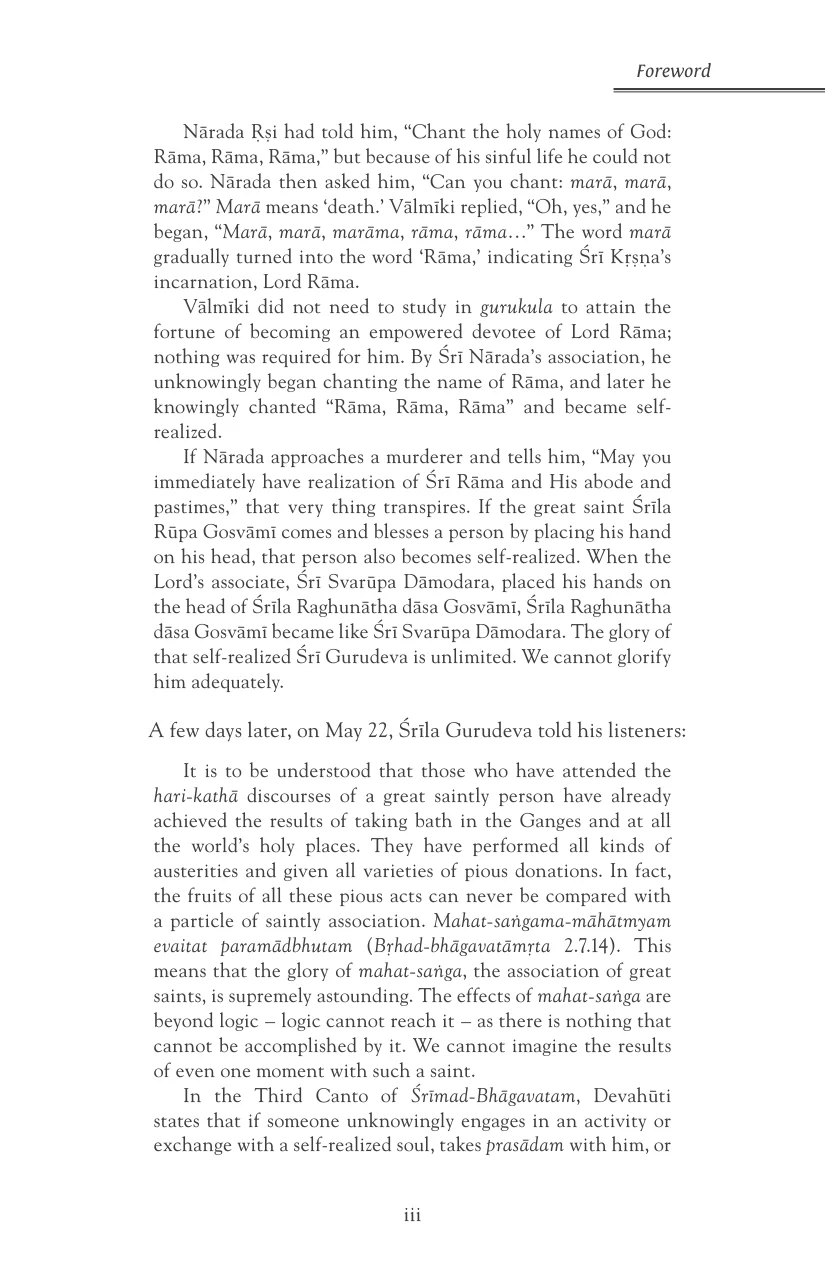 Foreword
Nārada Ṛṣi had told him, “Chant the holy names of God:
Rāma, Rāma, Rāma,” but because of his sinful life he could not
do so. Nārada then asked him, “Can you chant: marā, marā,
marā?” Marā means ‘death.’ Vālmīki replied, “Oh, yes,” and he
began, “Marā, marā, marāma, rāma, rāma…” The word marā
gradually turned into the word ‘Rāma,’ indicating Śrī Kṛṣṇa’s
incarnation, Lord Rāma.
Vālmīki did not need to study in gurukula to attain the
fortune of becoming an empowered devotee of Lord Rāma;
nothing was required for him. By Śrī Nārada’s association, he
unknowingly began chanting the name of Rāma, and later he
knowingly chanted “Rāma, Rāma, Rāma” and became self-
realized.
If Nārada approaches a murderer and tells him, “May you
immediately have realization of Śrī Rāma and His abode and
pastimes,” that very thing transpires. If the great saint Śrīla
Rūpa Gosvāmī comes and blesses a person by placing his hand
on his head, that person also becomes self-realized. When the
Lord’s associate, Śrī Svarūpa Dāmodara, placed his hands on
the head of Śrīla Raghunātha dāsa Gosvāmī, Śrīla Raghunātha
dāsa Gosvāmī became like Śrī Svarūpa Dāmodara. The glory of
that self-realized Śrī Gurudeva is unlimited. We cannot glorify
him adequately.
A few days later, on May 22, Śrīla Gurudeva told his listeners:
It is to be understood that those who have attended the
hari-kathā discourses of a great saintly person have already
achieved the results of taking bath in the Ganges and at all
the world’s holy places. They have performed all kinds of
austerities and given all varieties of pious donations. In fact,
the fruits of all these pious acts can never be compared with
a particle of saintly association. Mahat-saṅgama-māhātmyam
evaitat paramādbhutam (Bṛhad-bhāgavatāmṛta 2.7.14). This
means that the glory of mahat-saṅga, the association of great
saints, is supremely astounding. The effects of mahat-saṅga are
beyond logic – logic cannot reach it – as there is nothing that
cannot be accomplished by it. We cannot imagine the results
of even one moment with such a saint.
In the Third Canto of Śrīmad-Bhāgavatam, Devahūti
states that if someone unknowingly engages in an activity or
exchange with a self-realized soul, takes prasādam with him, or
iii